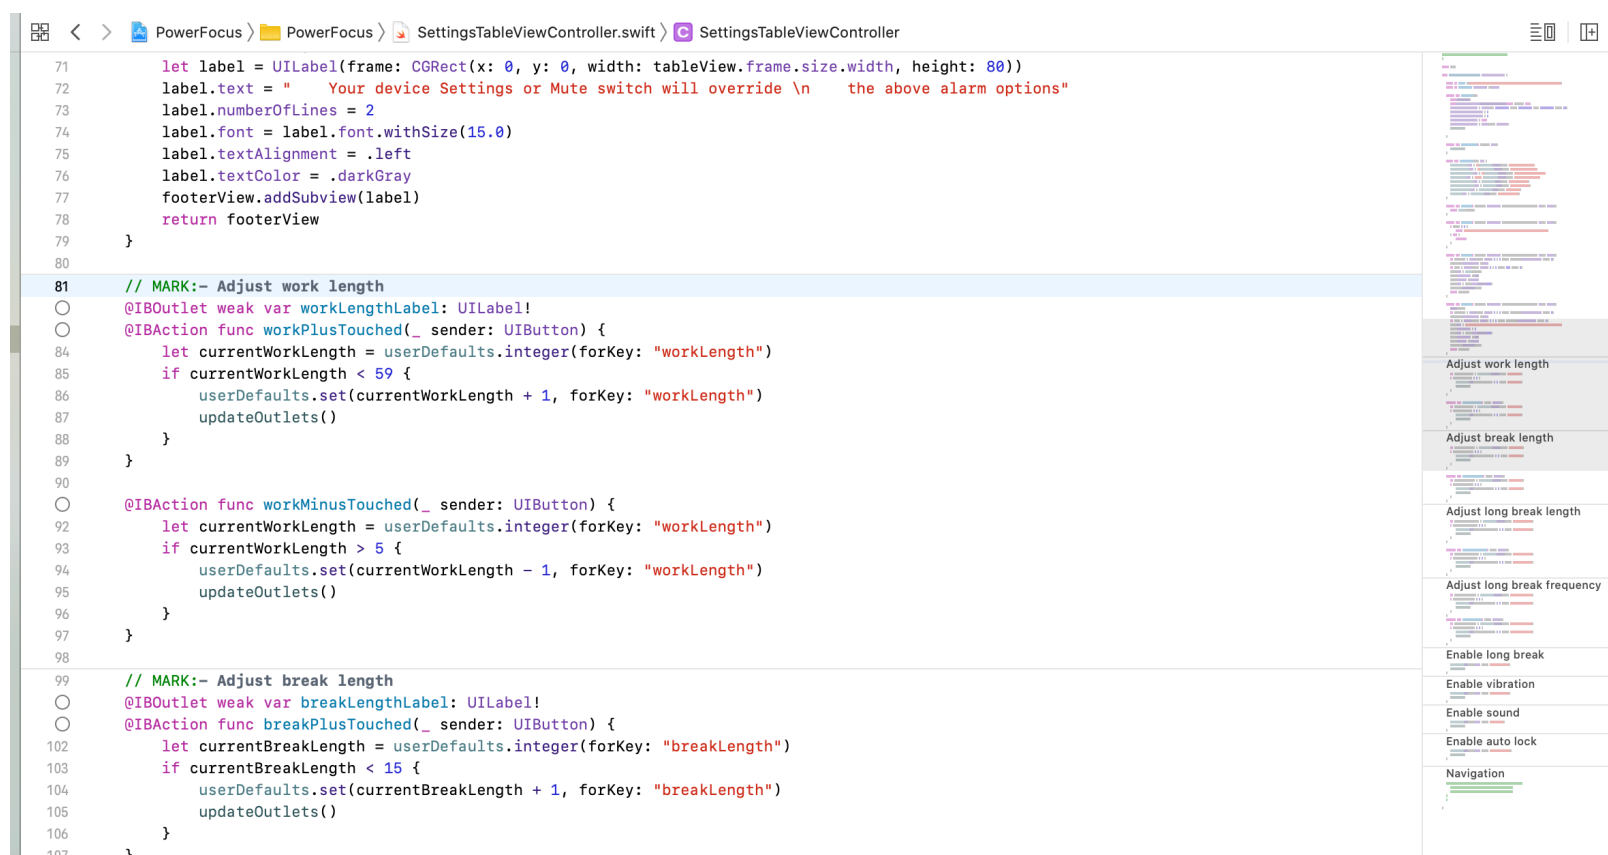 PowerFocus 〉 PowerFocus 〉 SettingsTableViewController.swift 〉 C SettingsTableViewController
71 let label = UILabel(frame: CGRect(x: 0, y: 0, width: tableView.frame.size.width, height: 80))
72 label.text = "    Your device Settings or Mute switch will override \n    the above alarm options"
73 label.numberOfLines = 2
74 label.font = label.font.withSize(15.0)
75 label.textAlignment = .left
76 label.textColor = .darkGray
77 footerView.addSubview(label)
78 return footerView
79 }
80
81 // MARK:– Adjust work length
@IBOutlet weak var workLengthLabel: UILabel!
@IBAction func workPlusTouched(_ sender: UIButton) {
84 let currentWorkLength = userDefaults.integer(forKey: "workLength")
85 if currentWorkLength < 59 {
86 userDefaults.set(currentWorkLength + 1, forKey: "workLength")
87 updateOutlets()
88 }
89 }
90
@IBAction func workMinusTouched(_ sender: UIButton) {
92 let currentWorkLength = userDefaults.integer(forKey: "workLength")
93 if currentWorkLength > 5 {
94 userDefaults.set(currentWorkLength – 1, forKey: "workLength")
95 updateOutlets()
96 }
97 }
98
99 // MARK:– Adjust break length
@IBOutlet weak var breakLengthLabel: UILabel!
@IBAction func breakPlusTouched(_ sender: UIButton) {
102 let currentBreakLength = userDefaults.integer(forKey: "breakLength")
103 if currentBreakLength < 15 {
104 userDefaults.set(currentBreakLength + 1, forKey: "breakLength")
105 updateOutlets()
106 }
107 }
Adjust work length
Adjust break length
Adjust long break length
Adjust long break frequency
Enable long break
Enable vibration
Enable sound
Enable auto lock
Navigation